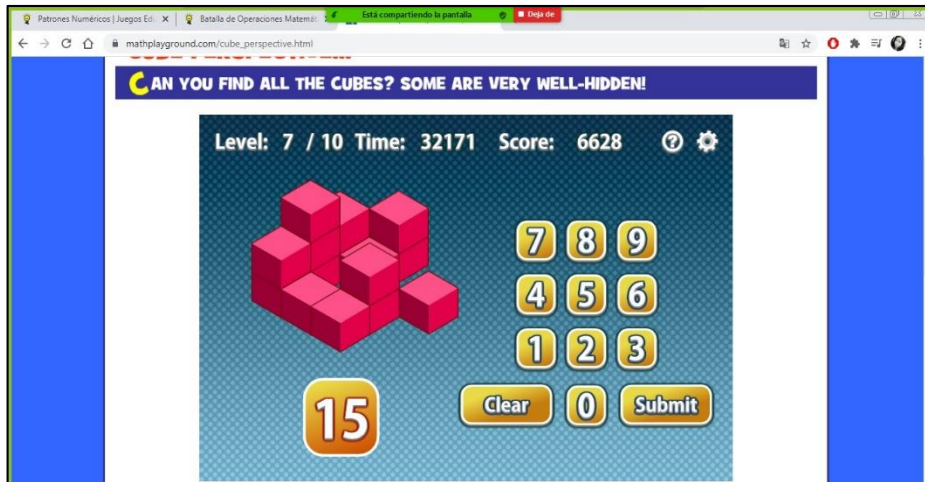 Patrones Numéricos | Juegos Edu
Batalla de Operaciones Matemát
Está compartiendo la pantalla
Deja de
mathplayground.com/cube_perspective.html
CAN YOU FIND ALL THE CUBES? SOME ARE VERY WELL-HIDDEN!
Level: 7 / 10 Time: 32171 Score: 6628 ?
7 8 9
4 5 6
1 2 3
15
Clear 0 Submit